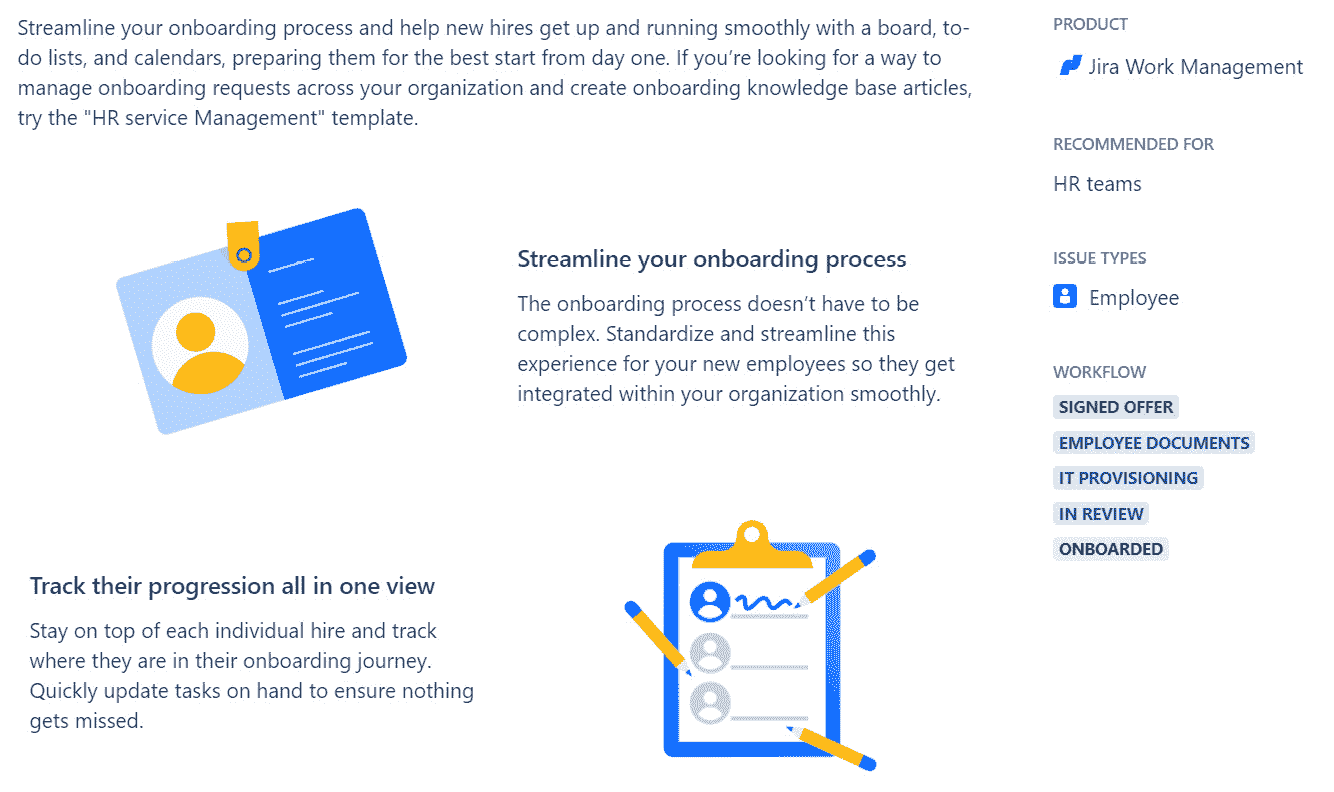 Streamline your onboarding process and help new hires get up and running smoothly with a board, to-
do lists, and calendars, preparing them for the best start from day one. If you’re looking for a way to
manage onboarding requests across your organization and create onboarding knowledge base articles,
try the "HR service Management" template.
Streamline your onboarding process
The onboarding process doesn’t have to be
complex. Standardize and streamline this
experience for your new employees so they get
integrated within your organization smoothly.
Track their progression all in one view
Stay on top of each individual hire and track
where they are in their onboarding journey.
Quickly update tasks on hand to ensure nothing
gets missed.
PRODUCT
Jira Work Management
RECOMMENDED FOR
HR teams
ISSUE TYPES
Employee
WORKFLOW
SIGNED OFFER
EMPLOYEE DOCUMENTS
IT PROVISIONING
IN REVIEW
ONBOARDED